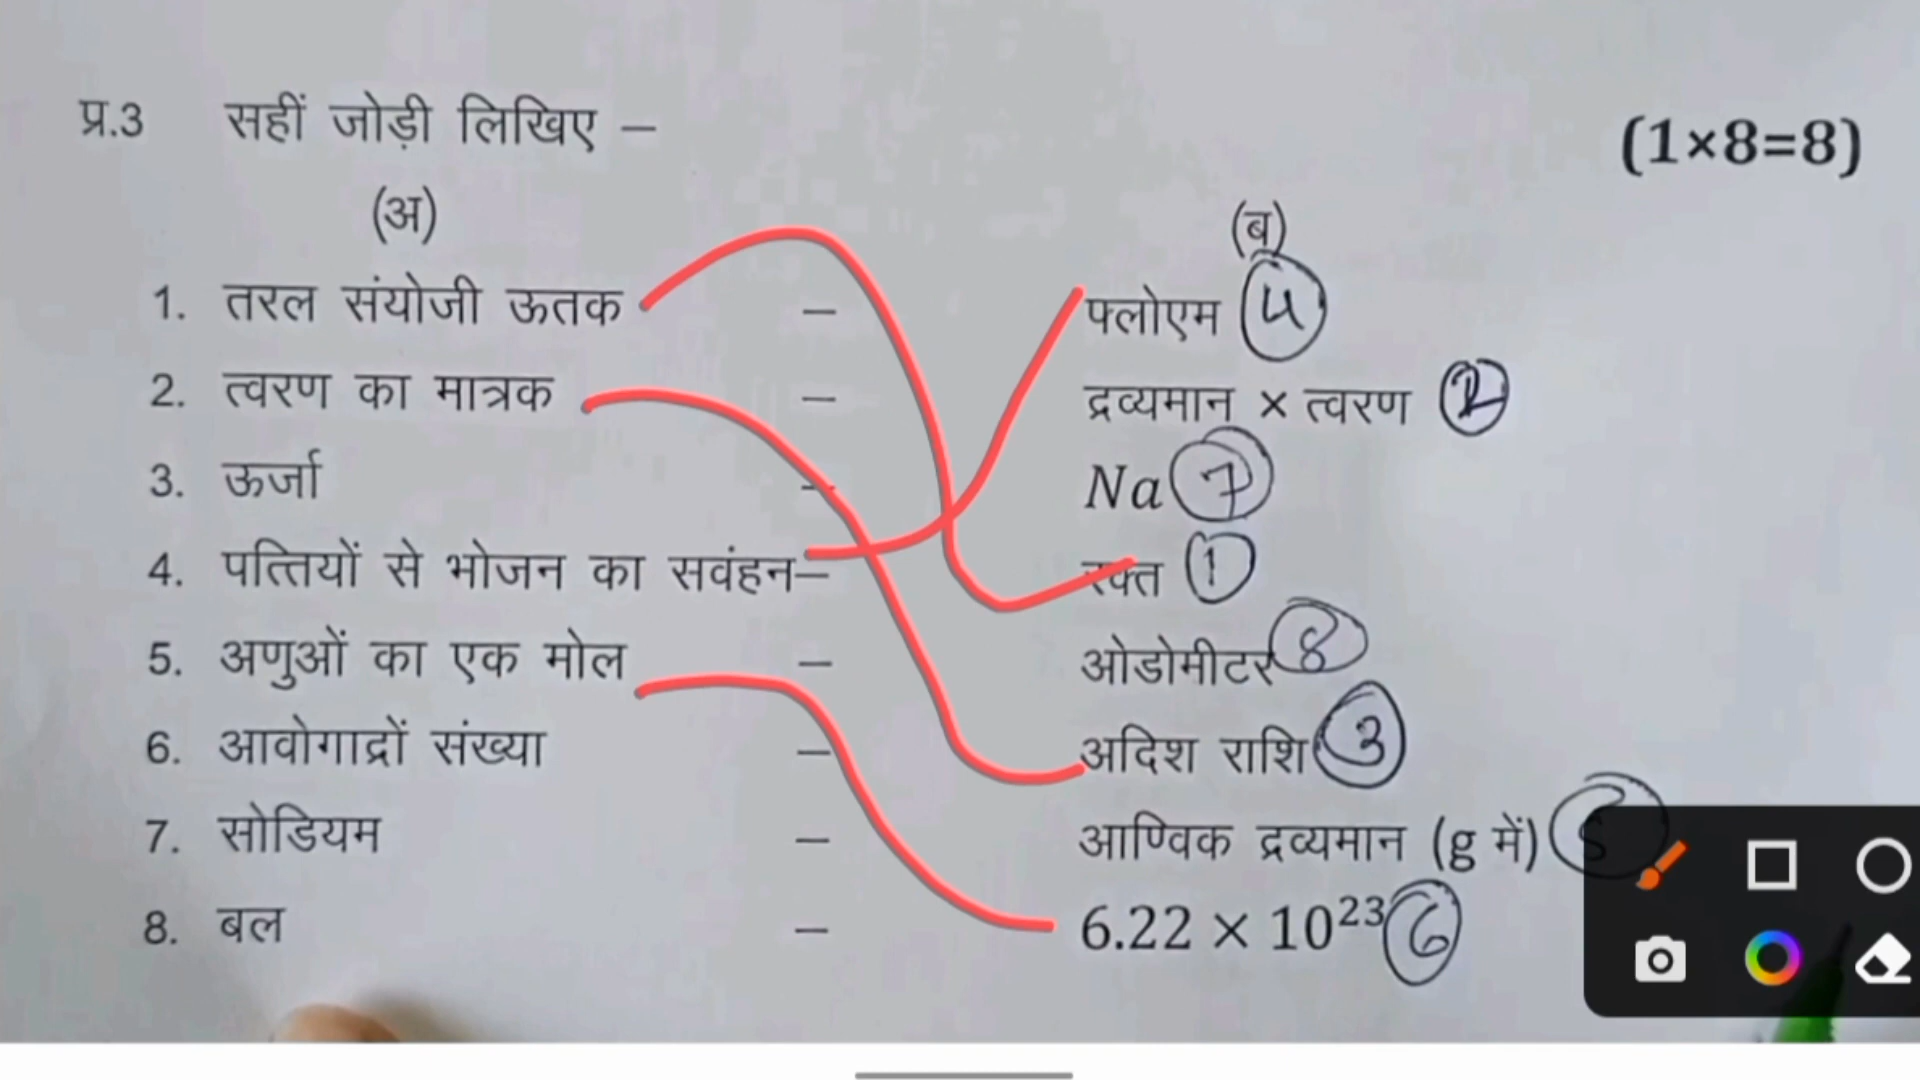 प्र.3 सहीं जोड़ी लिखिए – (1×8=8)
(अ) (ब)
1. तरल संयोजी ऊतक – फ्लोएम 4
2. त्वरण का मात्रक – द्रव्यमान × त्वरण 2
3. ऊर्जा – Na 7
4. पत्तियों से भोजन का सवंहन– रक्त 1
5. अणुओं का एक मोल – ओडोमीटर 8
6. आवोगाद्रों संख्या – अदिश राशि 3
7. सोडियम – आण्विक द्रव्यमान (g में) 5
8. बल – 6.22 × 10²³ 6